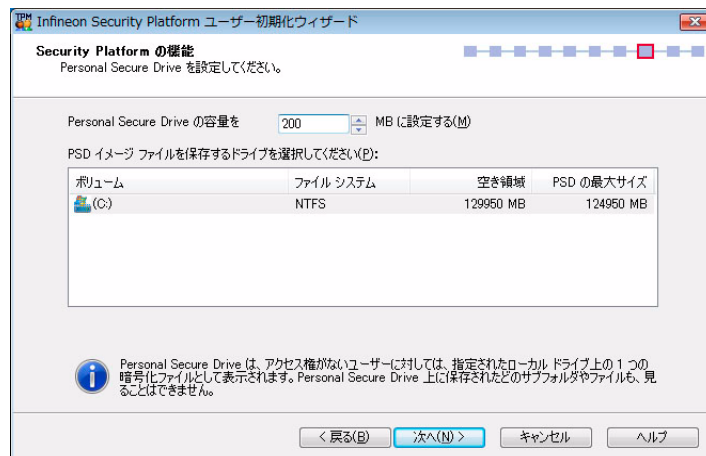 Infineon Security Platform ユーザー初期化ウィザード
Security Platform の機能
Personal Secure Drive を設定してください。
Personal Secure Drive の容量を 200 MB に設定する(M)
PSD イメージ ファイルを保存するドライブを選択してください(P):
ボリューム ファイル システム 空き領域 PSD の最大サイズ
(C:) NTFS 129950 MB 124950 MB
Personal Secure Drive は、アクセス権がないユーザーに対しては、指定されたローカル ドライブ上の 1 つの
暗号化ファイルとして表示されます。Personal Secure Drive 上に保存されたどのサブフォルダやファイルも、見
ることはできません。
< 戻る(B) 次へ(N) > キャンセル ヘルプ